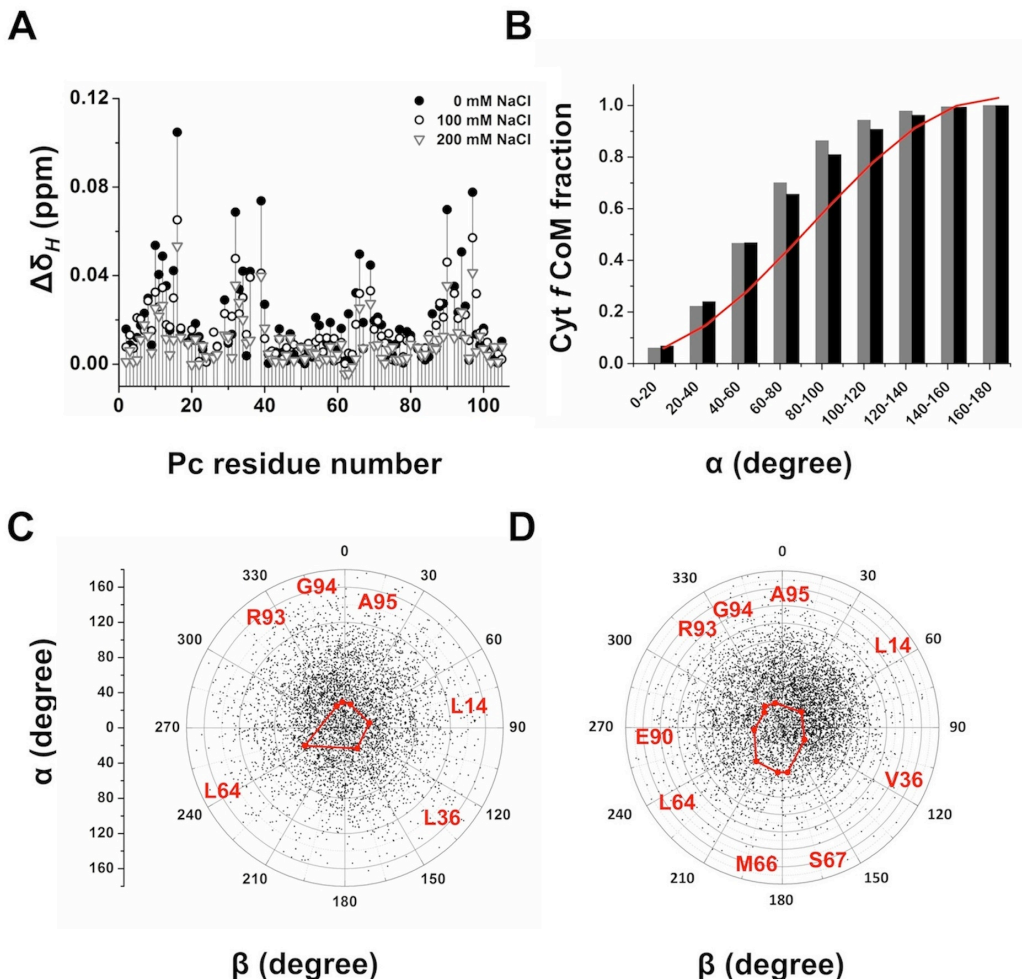 A
B
0.12
0.08
0.04
0.00
ΔδH (ppm)
0 mM NaCl
100 mM NaCl
200 mM NaCl
0 20 40 60 80 100
Pc residue number
1.0
0.8
0.6
0.4
0.2
0.0
Cyt f CoM fraction
0-20 20-40 40-60 60-80 80-100 100-120 120-140 140-160 160-180
α (degree)
C
D
α (degree)
160
120
80
40
0
40
80
120
160
0
30
60
90
120
150
180
210
240
270
300
330
G94
A95
R93
L14
L64
L36
β (degree)
0
30
60
90
120
150
180
210
240
270
300
330
A95
G94
R93
L14
E90
V36
L64
M66
S67
β (degree)